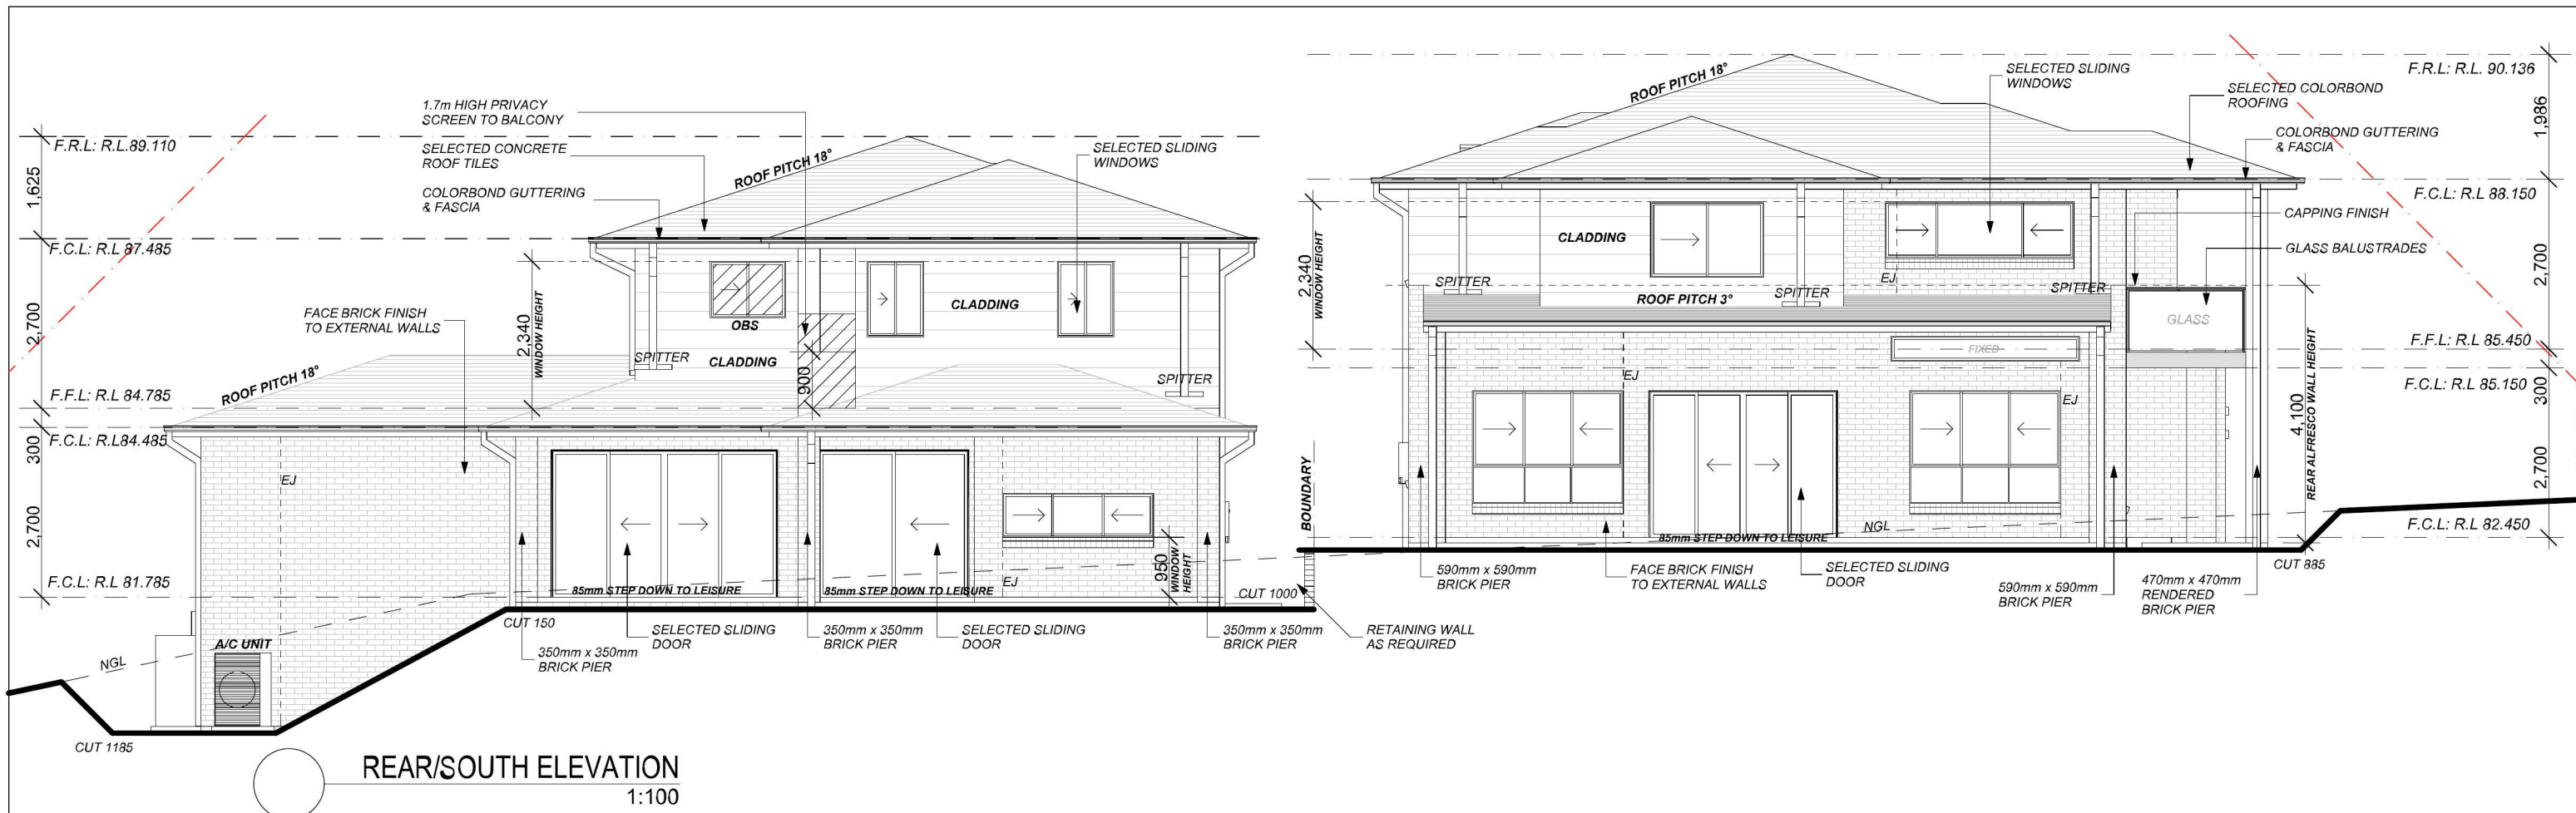 F.R.L: R.L.89.110
1,625
F.C.L: R.L 87.485
2,700
F.F.L: R.L 84.785
300
F.C.L: R.L84.485
2,700
F.C.L: R.L 81.785
1.7m HIGH PRIVACY
SCREEN TO BALCONY
SELECTED CONCRETE
ROOF TILES
COLORBOND GUTTERING
& FASCIA
ROOF PITCH 18°
SELECTED SLIDING
WINDOWS
FACE BRICK FINISH
TO EXTERNAL WALLS
2,340
WINDOW HEIGHT
OBS
CLADDING
CLADDING
SPITTER
900
SPITTER
ROOF PITCH 18°
EJ
EJ
950
WINDOW
HEIGHT
85mm STEP DOWN TO LEISURE
85mm STEP DOWN TO LEISURE
CUT 1000
CUT 150
NGL
A/C UNIT
CUT 1185
350mm x 350mm
BRICK PIER
SELECTED SLIDING
DOOR
350mm x 350mm
BRICK PIER
SELECTED SLIDING
DOOR
350mm x 350mm
BRICK PIER
BOUNDARY
RETAINING WALL
AS REQUIRED
REAR/SOUTH ELEVATION
1:100
ROOF PITCH 18°
SELECTED SLIDING
WINDOWS
F.R.L: R.L. 90.136
SELECTED COLORBOND
ROOFING
1,986
COLORBOND GUTTERING
& FASCIA
F.C.L: R.L 88.150
CAPPING FINISH
GLASS BALUSTRADES
2,700
2,340
WINDOW HEIGHT
CLADDING
SPITTER
ROOF PITCH 3°
SPITTER
EJ
SPITTER
GLASS
FIXED
F.F.L: R.L 85.450
F.C.L: R.L 85.150
300
EJ
EJ
4,100
REAR ALFRESCO WALL HEIGHT
2,700
NGL
F.C.L: R.L 82.450
85mm STEP DOWN TO LEISURE
CUT 885
590mm x 590mm
BRICK PIER
FACE BRICK FINISH
TO EXTERNAL WALLS
SELECTED SLIDING
DOOR
590mm x 590mm
BRICK PIER
470mm x 470mm
RENDERED
BRICK PIER